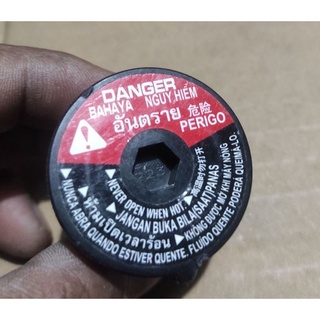 DANGER
BAHAYA NGUY HIỂM
อันตราย 危险
PERIGO
NEVER OPEN WHEN HOT
JANGAN BUKA BILA(SAAT)PANAS
ห้ามเปิดเวลาร้อน
KHÔNG ĐƯỢC MỞ KHI MÁY NÓNG
NUNCA ABRA QUANDO ESTIVER QUENTE. FLUÍDO QUENTE PODERÁ QUEIMÁ-LO.